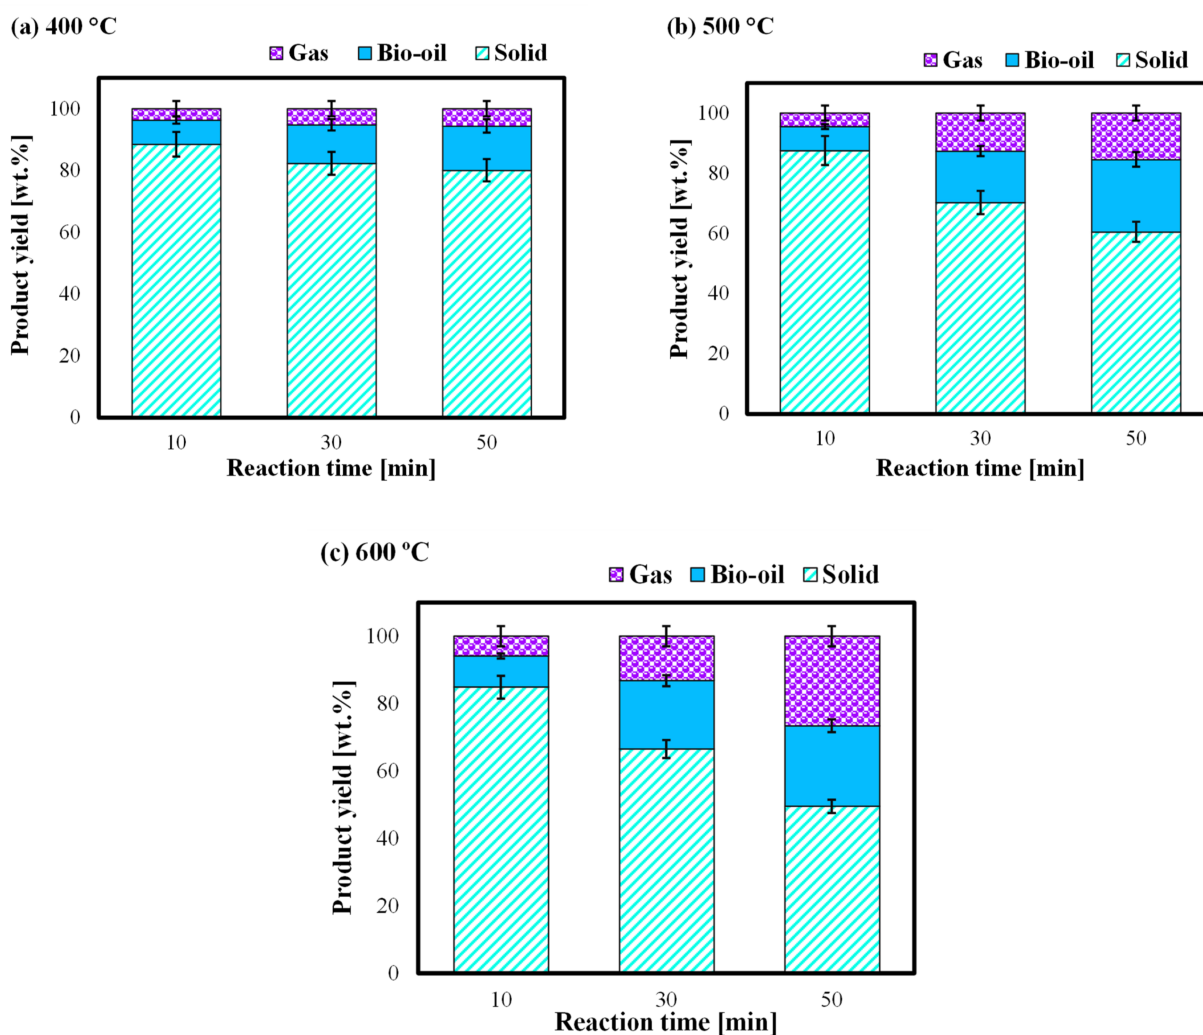 (a) 400 °C
Gas Bio-oil Solid
Product yield [wt.%]
100
80
60
40
20
0
10 30 50
Reaction time [min]
(b) 500 °C
Gas Bio-oil Solid
Product yield [wt.%]
100
80
60
40
20
0
10 30 50
Reaction time [min]
(c) 600 ºC
Gas Bio-oil Solid
Product yield [wt.%]
100
80
60
40
20
0
10 30 50
Reaction time [min]